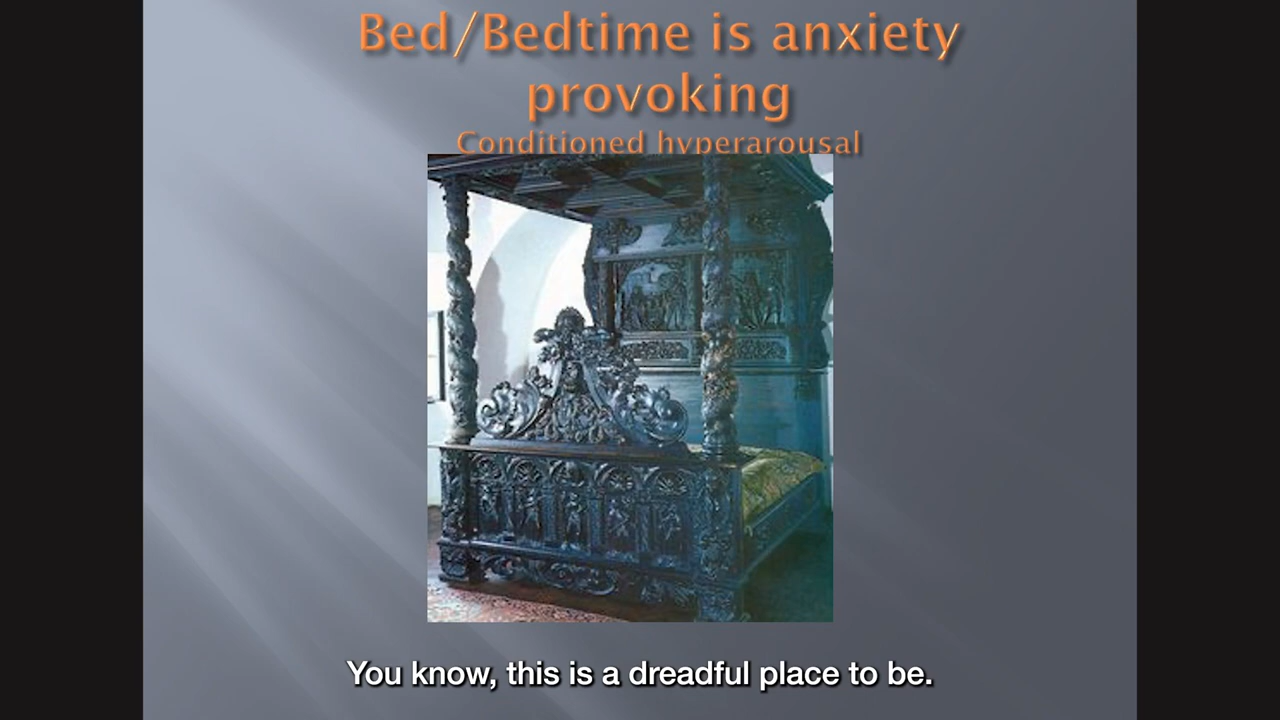 Bed/Bedtime is anxiety
provoking
Conditioned hyperarousal
You know, this is a dreadful place to be.